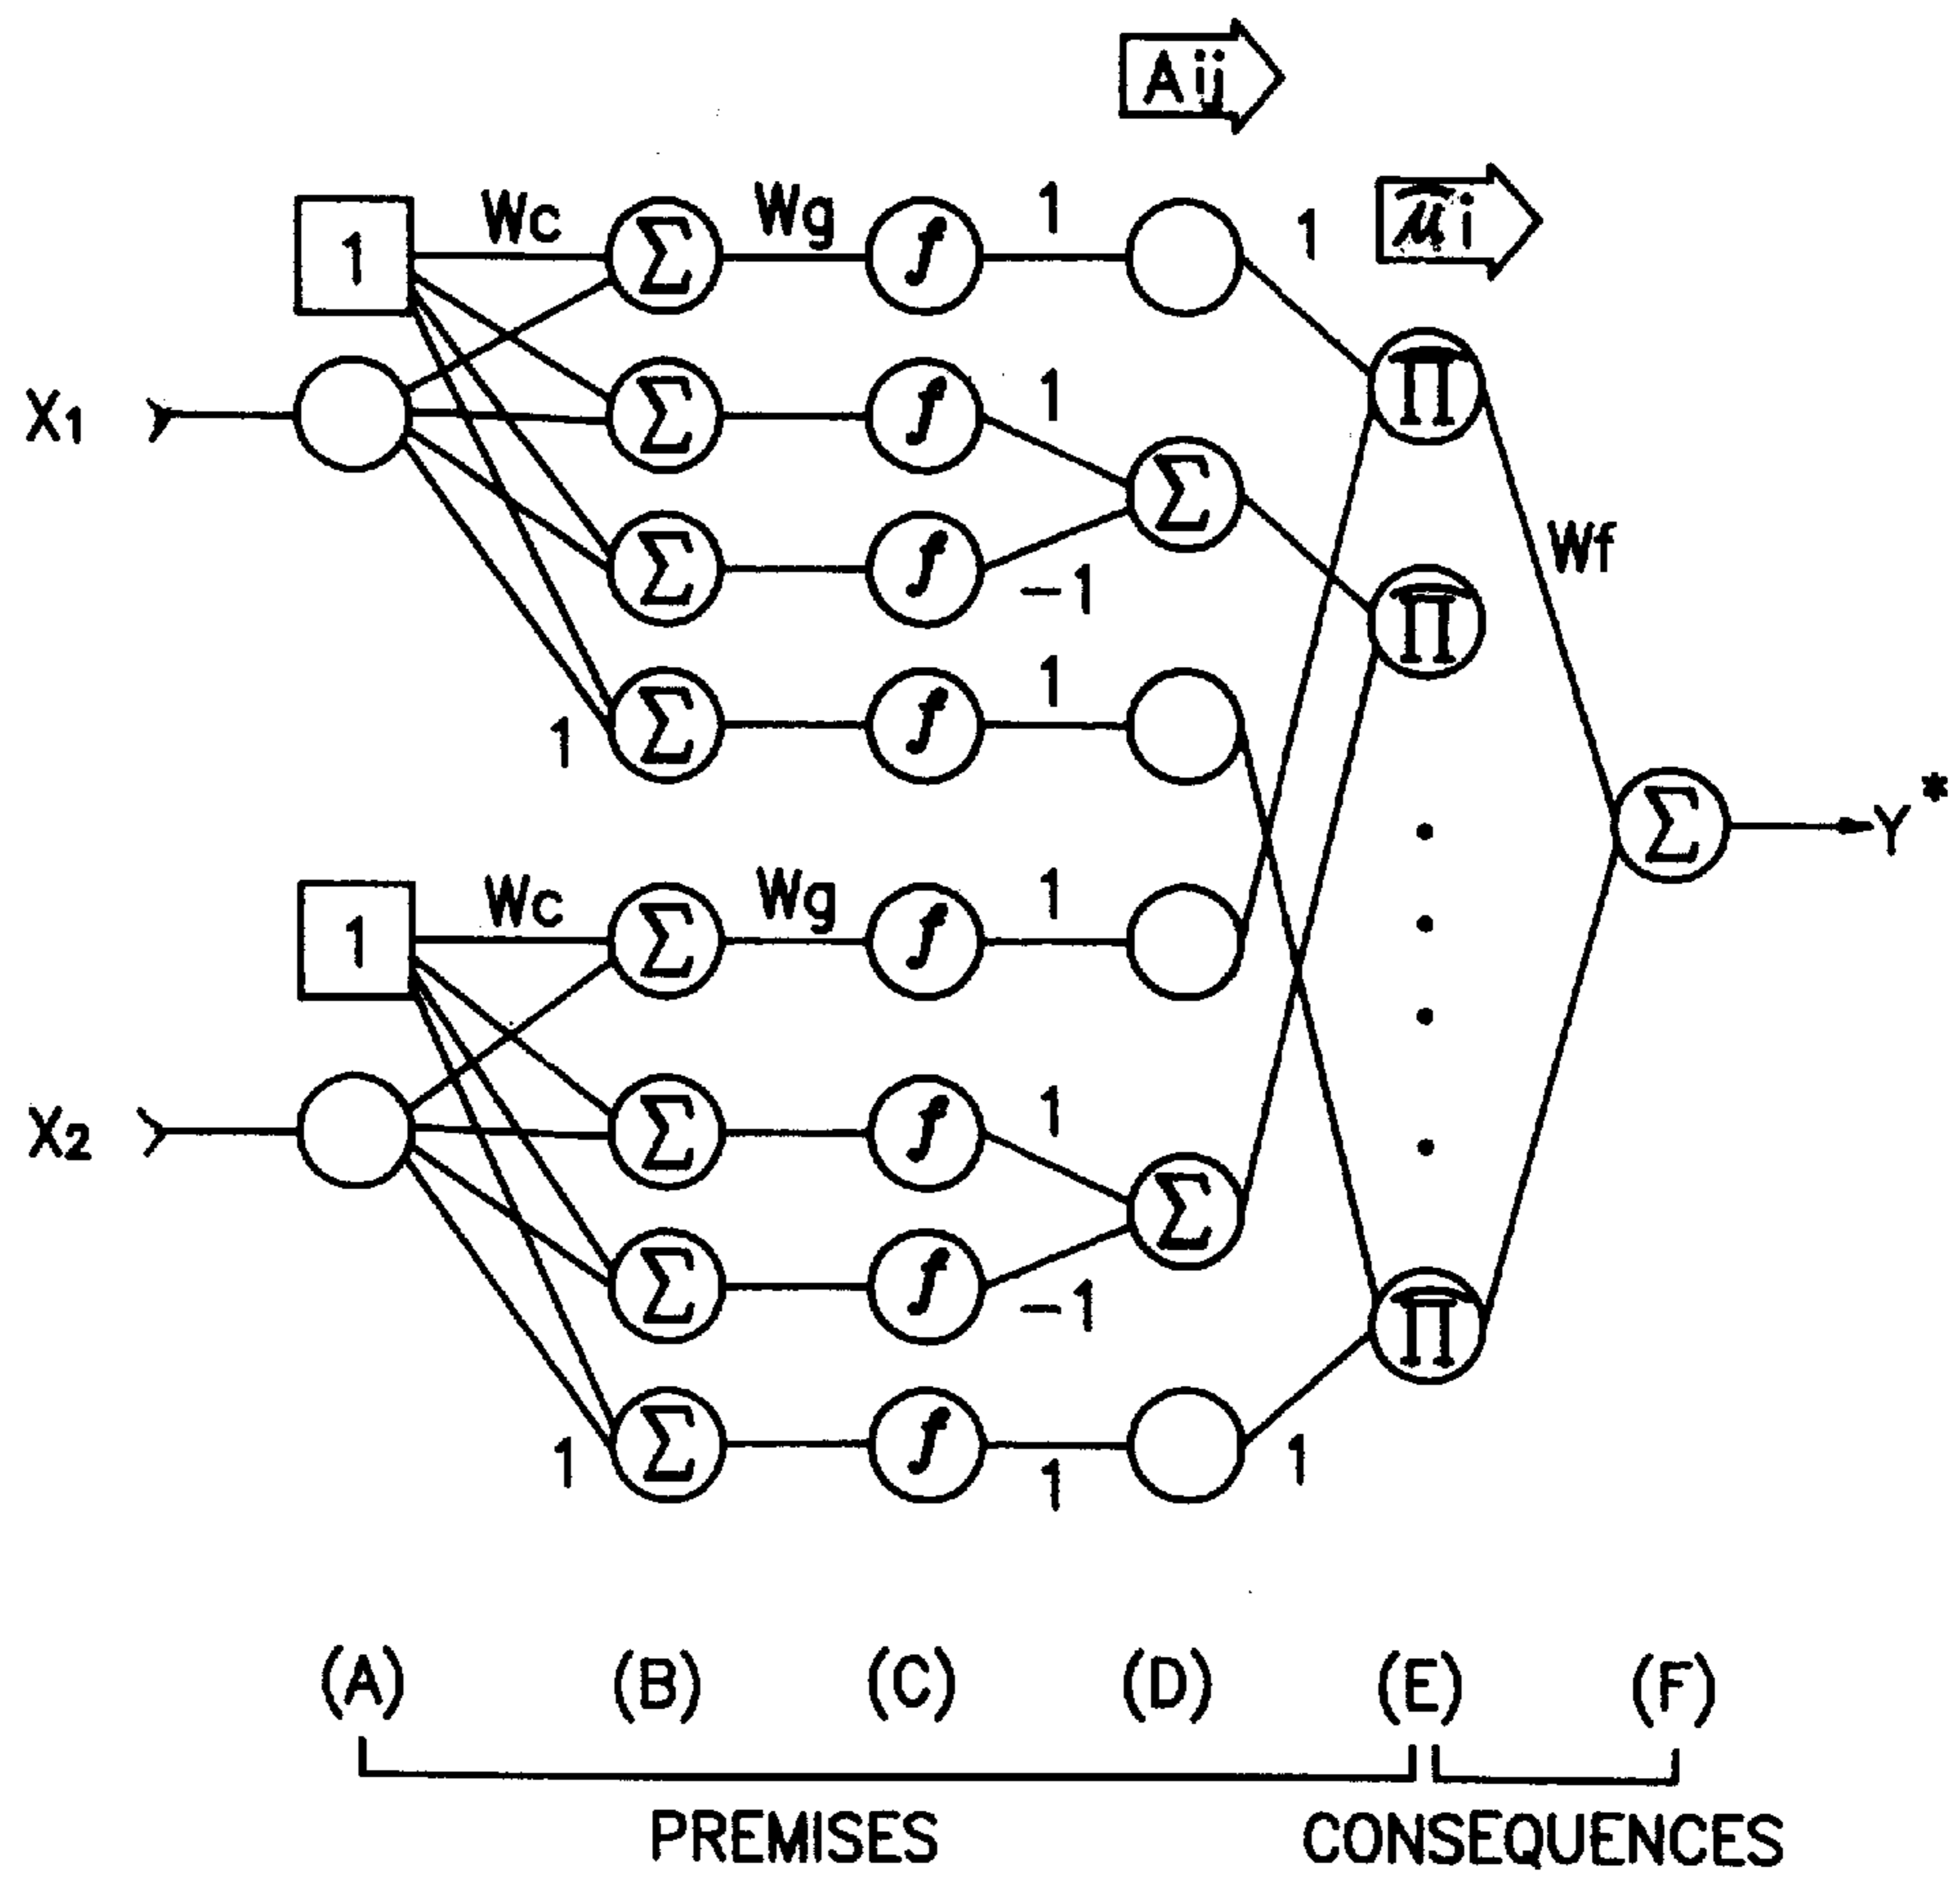 Aij
μ̂i
1 Wc Σ Wg f 1 1
X1 Σ f 1 Π
Σ
Σ f -1 Π Wf
Σ f 1
1
Σ Y*
1 Wc Σ Wg f 1
X2 Σ f 1
Σ
Σ f -1 Π
Σ f
1 1 1
(A) (B) (C) (D) (E) (F)
PREMISES CONSEQUENCES